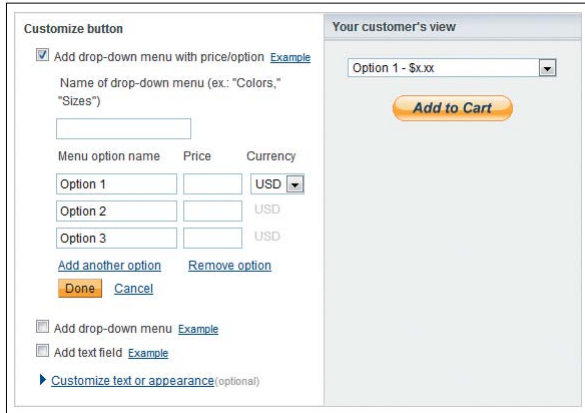 Customize button
Add drop-down menu with price/option Example
Name of drop-down menu (ex.: "Colors,"
"Sizes")
Menu option name Price Currency
Option 1 USD
Option 2 USD
Option 3 USD
Add another option Remove option
Done Cancel
Add drop-down menu Example
Add text field Example
Customize text or appearance(optional)
Your customer's view
Option 1 - $x.xx
Add to Cart